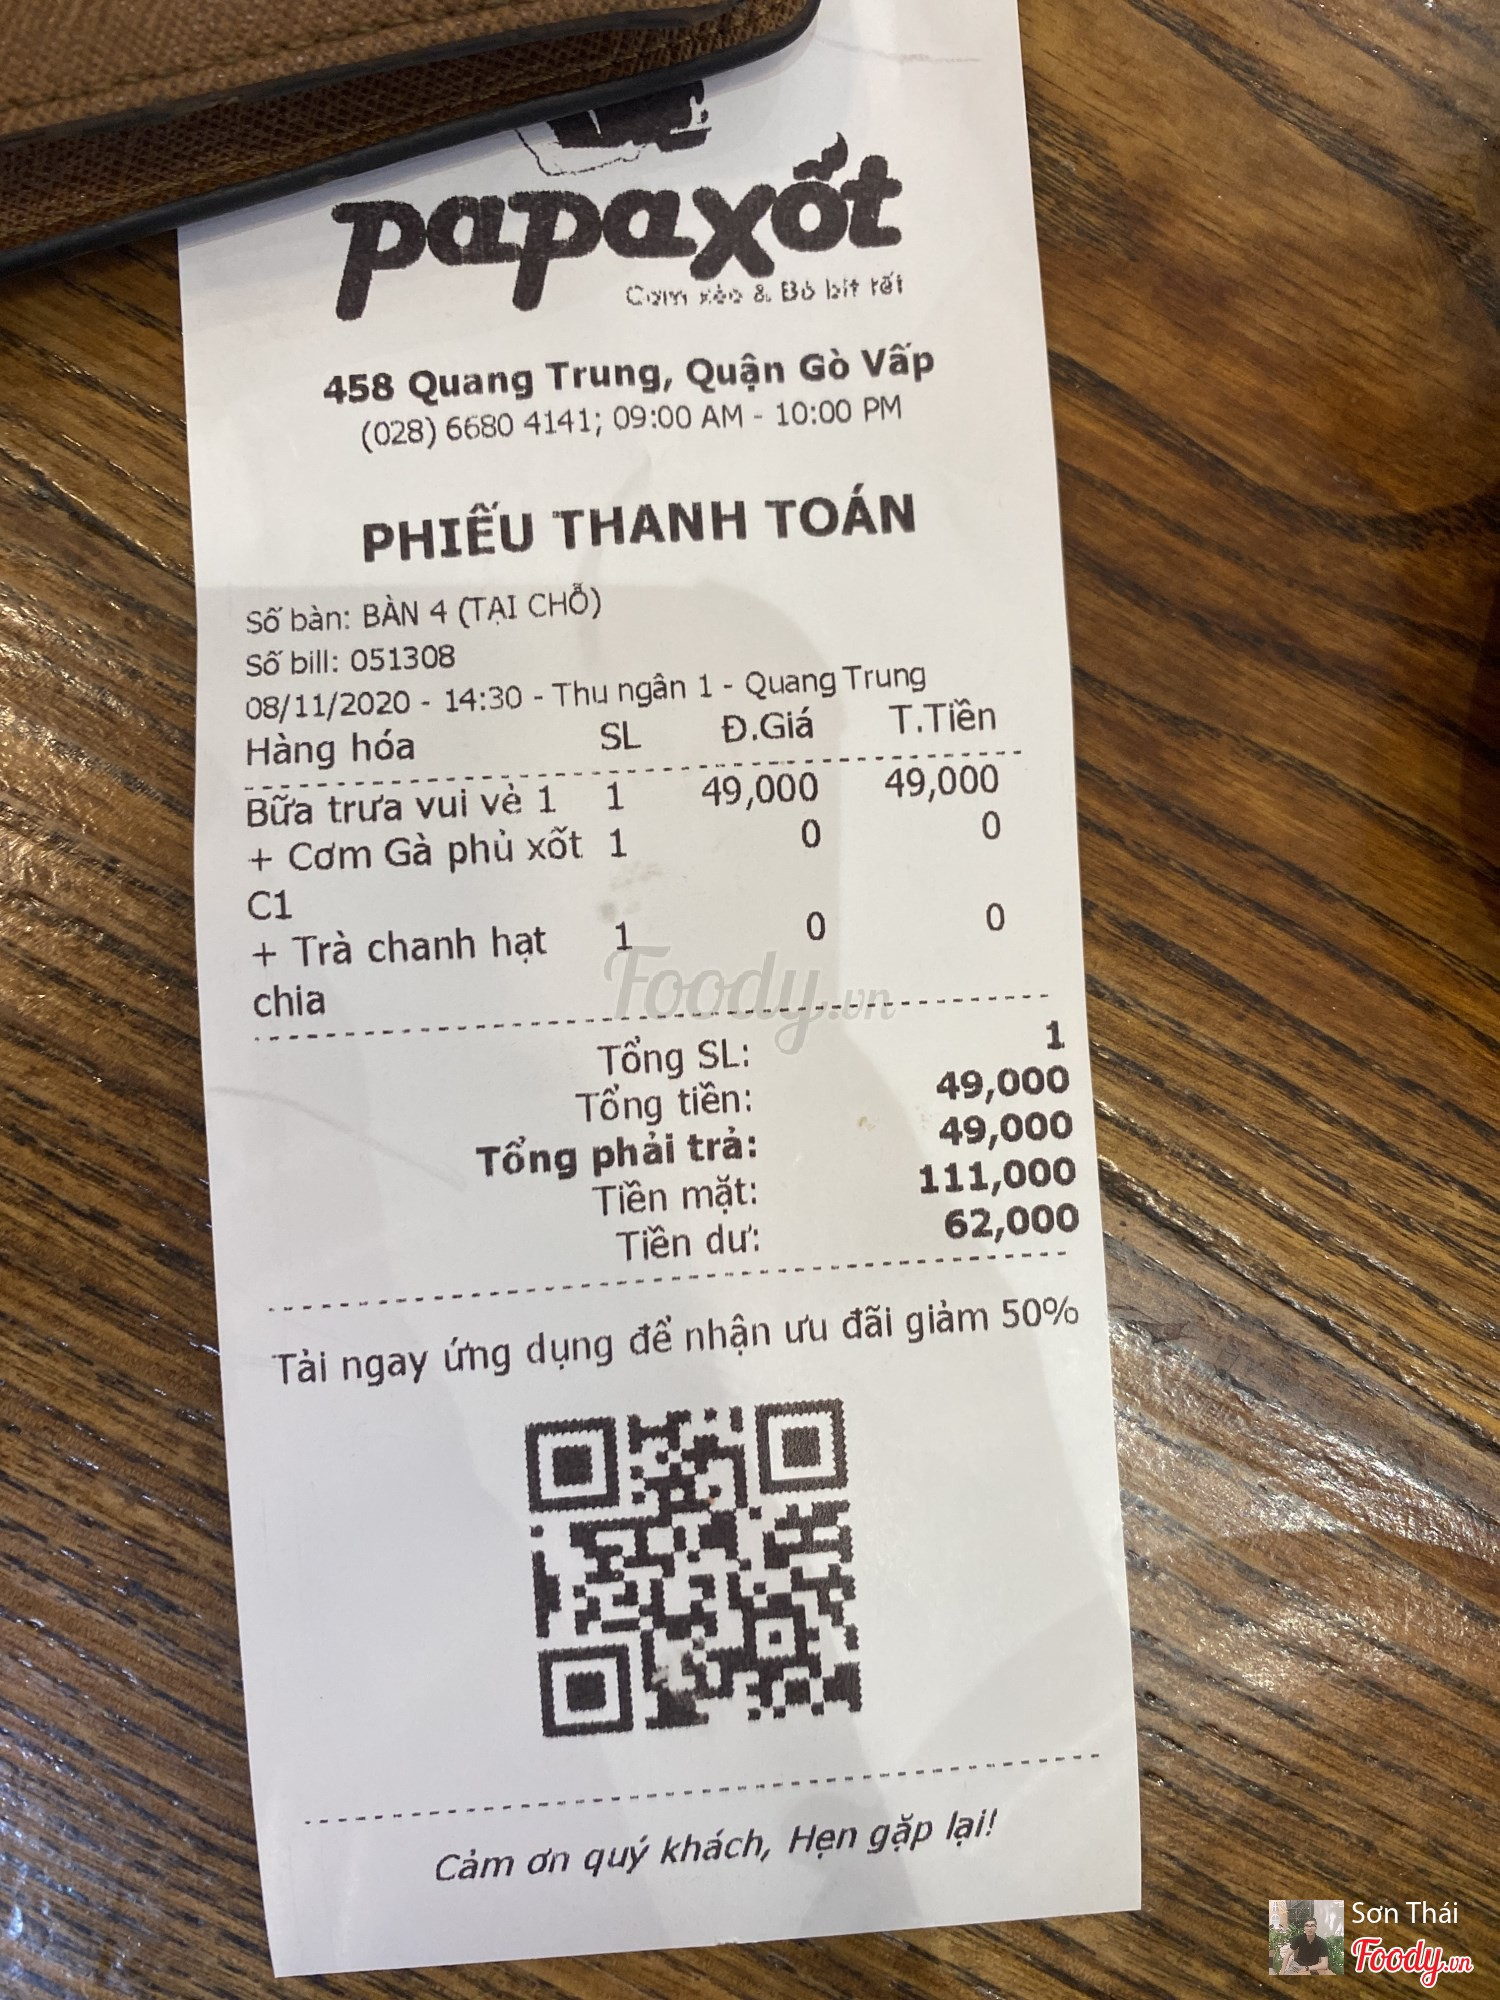 papaxốt
Cơm xèo & Bò bít tết
458 Quang Trung, Quận Gò Vấp
(028) 6680 4141; 09:00 AM - 10:00 PM
PHIẾU THANH TOÁN
Số bàn: BÀN 4 (TẠI CHỖ)
Số bill: 051308
08/11/2020 - 14:30 - Thu ngân 1 - Quang Trung
Hàng hóa SL Đ.Giá T.Tiền
Bữa trưa vui vẻ 1 1 49,000 49,000
+ Cơm Gà phủ xốt 1 0 0
C1
+ Trà chanh hạt 1 0 0
chia
Foody.vn
Tổng SL: 1
Tổng tiền: 49,000
Tổng phải trả: 49,000
Tiền mặt: 111,000
Tiền dư: 62,000
Tải ngay ứng dụng để nhận ưu đãi giảm 50%
Cảm ơn quý khách, Hẹn gặp lại!
Sơn Thái
Foody.vn